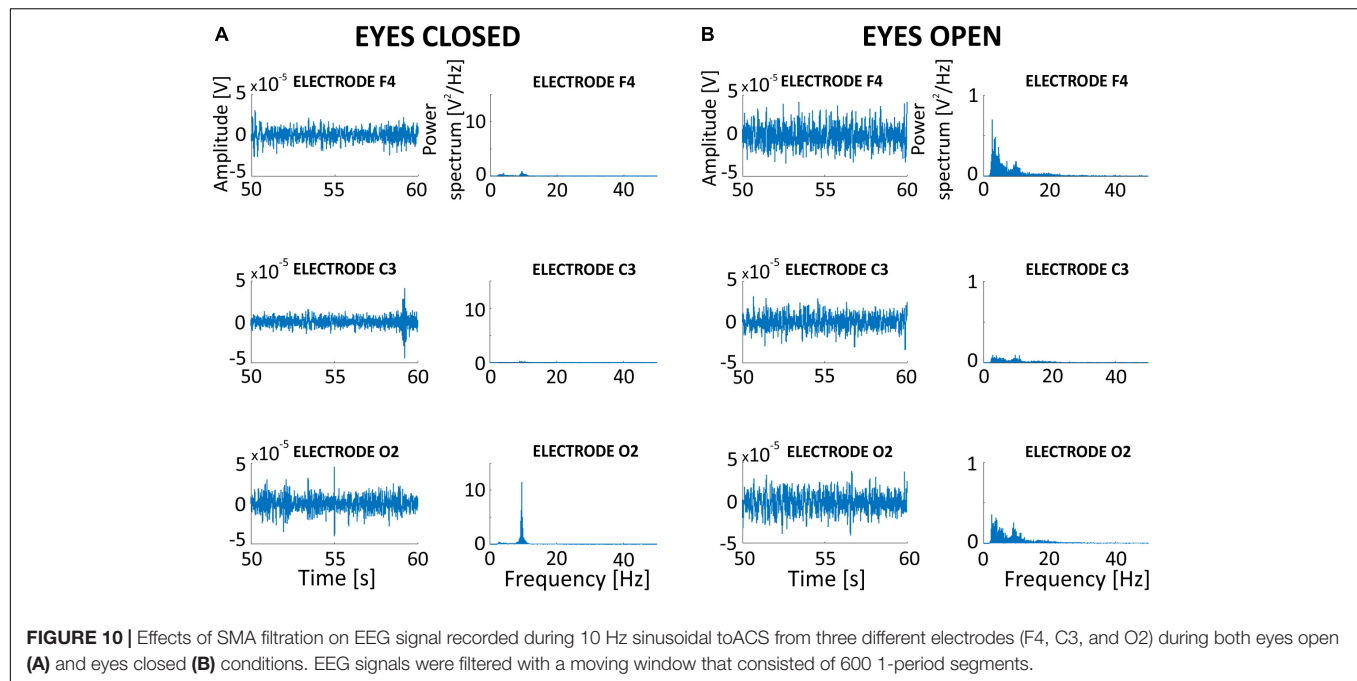 A EYES CLOSED
B EYES OPEN
5 x10-5 ELECTRODE F4
Amplitude [V]
0
-5
50 55 60
ELECTRODE F4
Power spectrum [V2/Hz]
10
0
0 20 40
5 x10-5 ELECTRODE F4
Amplitude [V]
0
-5
50 55 60
ELECTRODE F4
Power spectrum [V2/Hz]
1
0
0 20 40
5 x10-5 ELECTRODE C3
0
-5
50 55 60
ELECTRODE C3
10
0
0 20 40
5 x10-5 ELECTRODE C3
0
-5
50 55 60
ELECTRODE C3
1
0
0 20 40
5 x10-5 ELECTRODE O2
0
-5
50 55 60
Time [s]
ELECTRODE O2
10
0
0 20 40
Frequency [Hz]
5 x10-5 ELECTRODE O2
0
-5
50 55 60
Time [s]
ELECTRODE O2
1
0
0 20 40
Frequency [Hz]
FIGURE 10 | Effects of SMA filtration on EEG signal recorded during 10 Hz sinusoidal toACS from three different electrodes (F4, C3, and O2) during both eyes open
(A) and eyes closed (B) conditions. EEG signals were filtered with a moving window that consisted of 600 1-period segments.